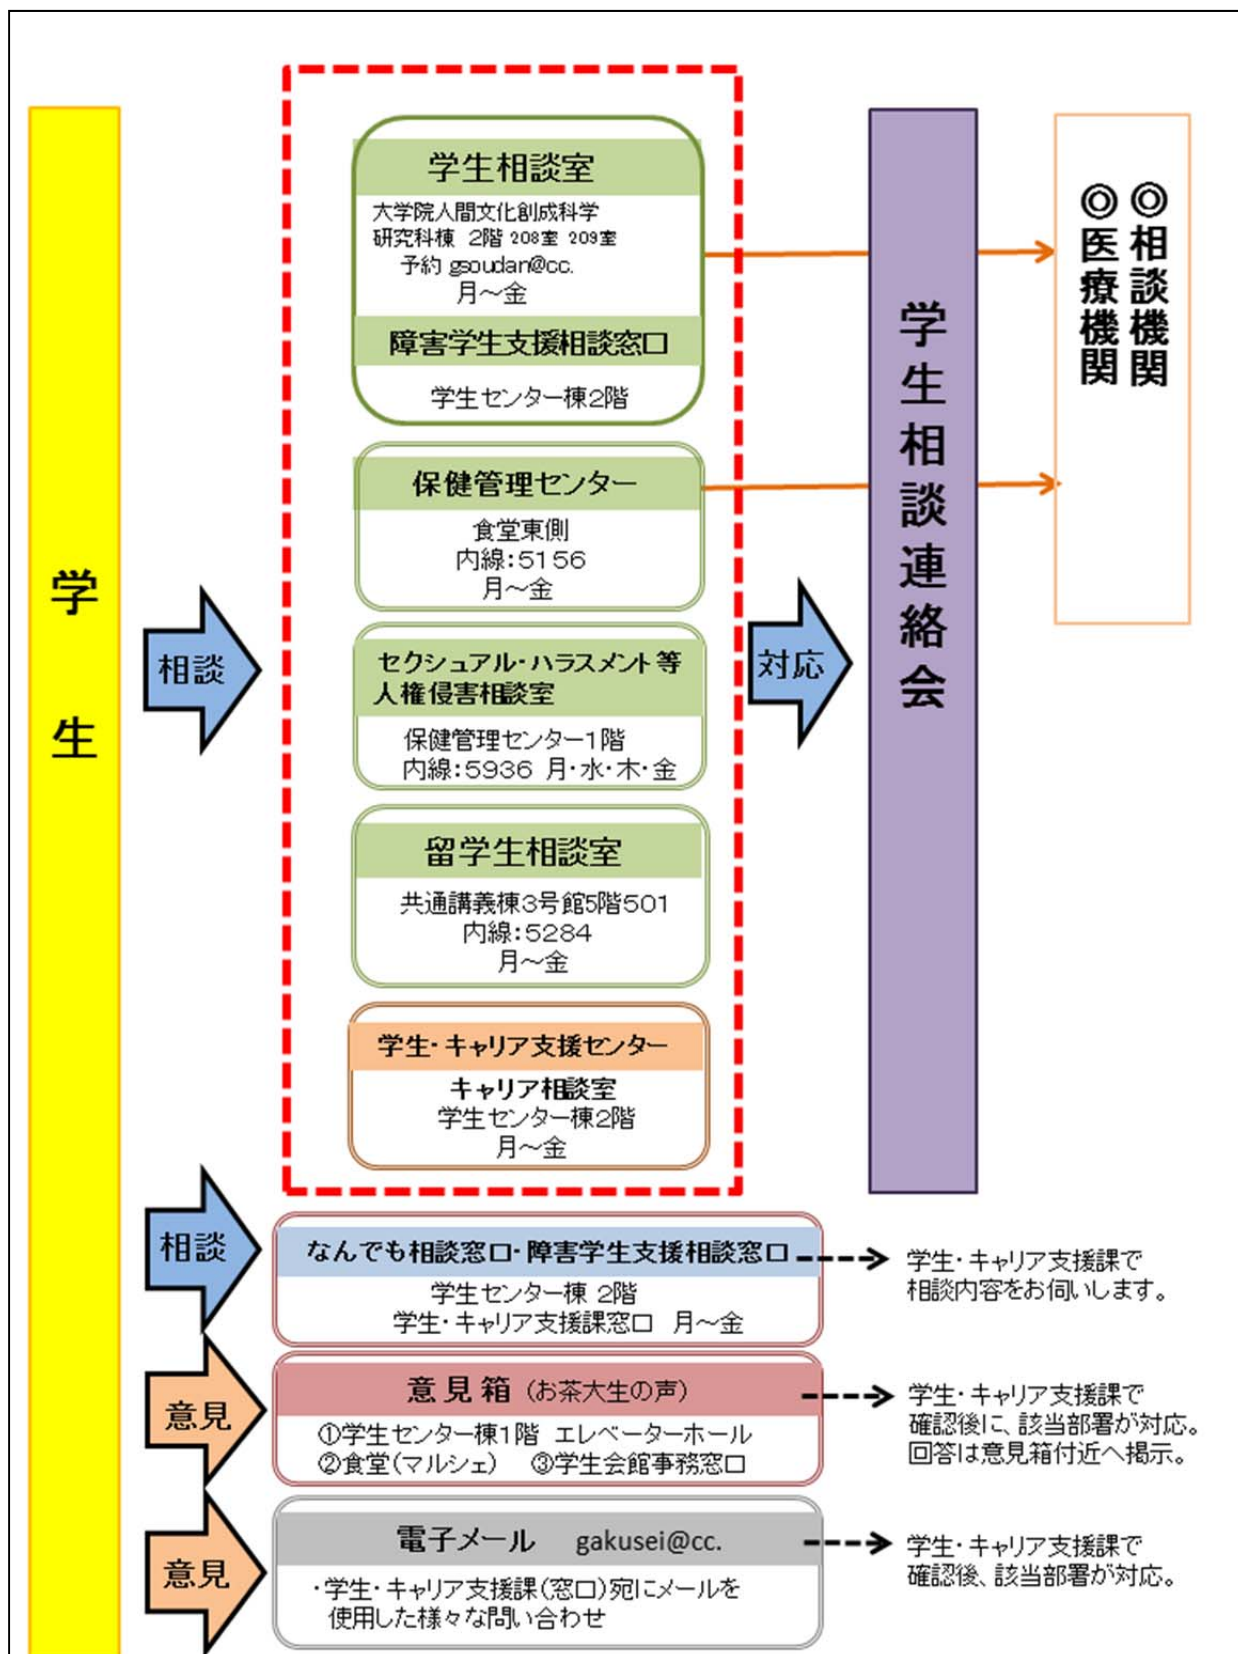 学生
相談
学生相談室
大学院人間文化創成科学
研究科棟 2階 208室 209室
予約 gsoudan@cc.
月～金
障害学生支援相談窓口
学生センター棟2階
保健管理センター
食堂東側
内線:5156
月～金
セクシュアル・ハラスメント等
人権侵害相談室
保健管理センター1階
内線:5936 月・水・木・金
留学生相談室
共通講義棟3号館5階501
内線:5284
月～金
学生・キャリア支援センター
キャリア相談室
学生センター棟2階
月～金
対応
学生相談連絡会
◎相談機関
◎医療機関
相談
なんでも相談窓口・障害学生支援相談窓口
学生センター棟 2階
学生・キャリア支援課窓口 月～金
学生・キャリア支援課で
相談内容をお伺いします。
意見
意見箱 (お茶大生の声)
①学生センター棟1階 エレベーターホール
②食堂(マルシェ) ③学生会館事務窓口
学生・キャリア支援課で
確認後に、該当部署が対応。
回答は意見箱付近へ掲示。
意見
電子メール gakusei@cc.
・学生・キャリア支援課(窓口)宛にメールを
使用した様々な問い合わせ
学生・キャリア支援課で
確認後、該当部署が対応。